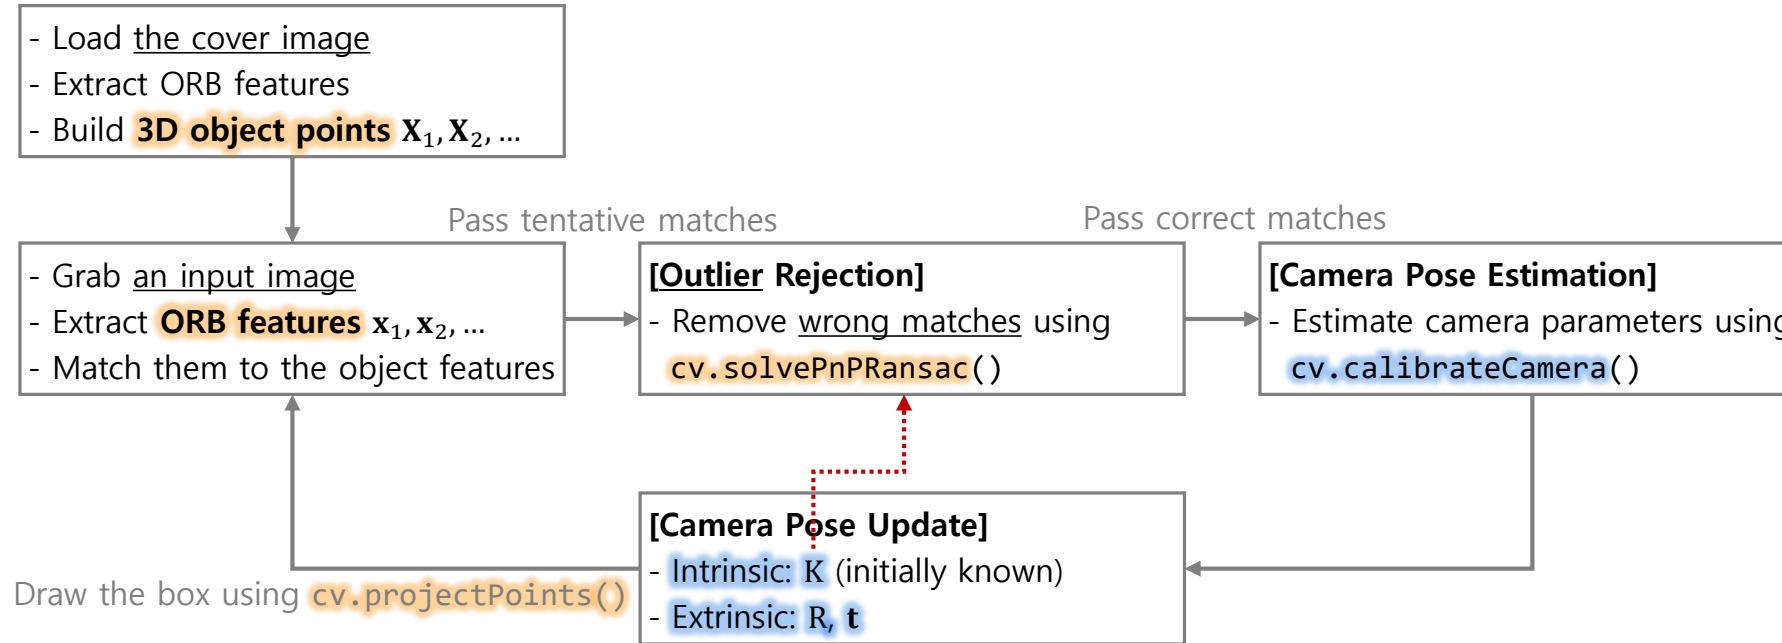 - Load the cover image
- Extract ORB features
- Build 3D object points X₁, X₂, …
Pass tentative matches
Pass correct matches
- Grab an input image
- Extract ORB features x₁, x₂, …
- Match them to the object features
[Outlier Rejection]
- Remove wrong matches using
cv.solvePnPRansac()
[Camera Pose Estimation]
- Estimate camera parameters using
cv.calibrateCamera()
[Camera Pose Update]
- Intrinsic: K (initially known)
- Extrinsic: R, t
Draw the box using cv.projectPoints()